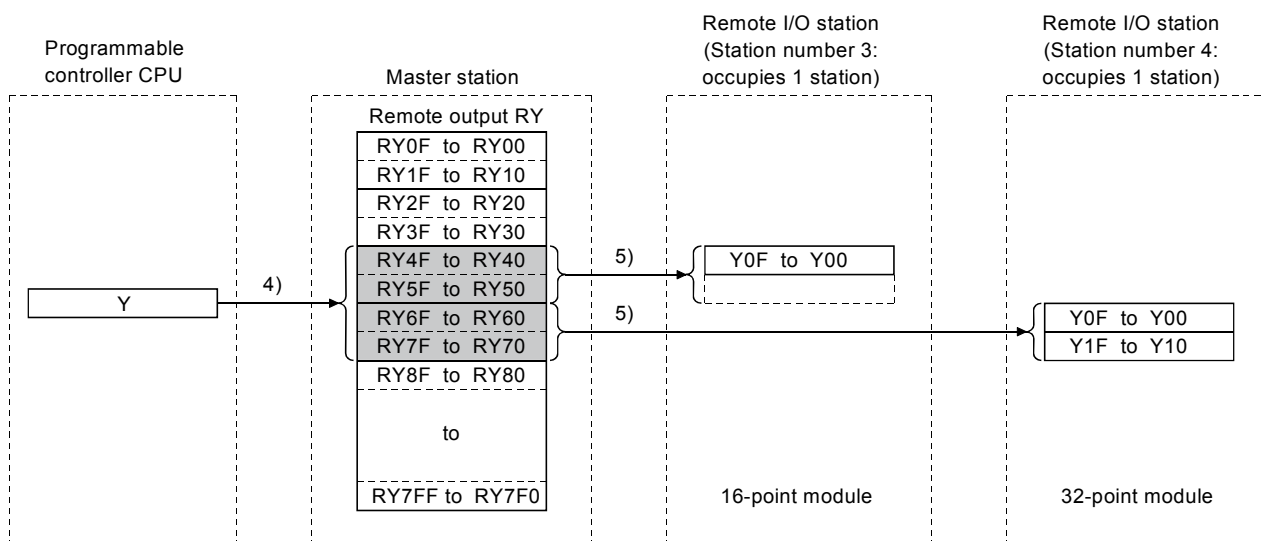 Programmable
controller CPU
Master station
Remote I/O station
(Station number 3:
occupies 1 station)
Remote I/O station
(Station number 4:
occupies 1 station)
Remote output RY
RY0F to RY00
RY1F to RY10
RY2F to RY20
RY3F to RY30
RY4F to RY40
RY5F to RY50
RY6F to RY60
RY7F to RY70
RY8F to RY80
to
RY7FF to RY7F0
Y
4)
5)
5)
Y0F to Y00
Y0F to Y00
Y1F to Y10
16-point module
32-point module